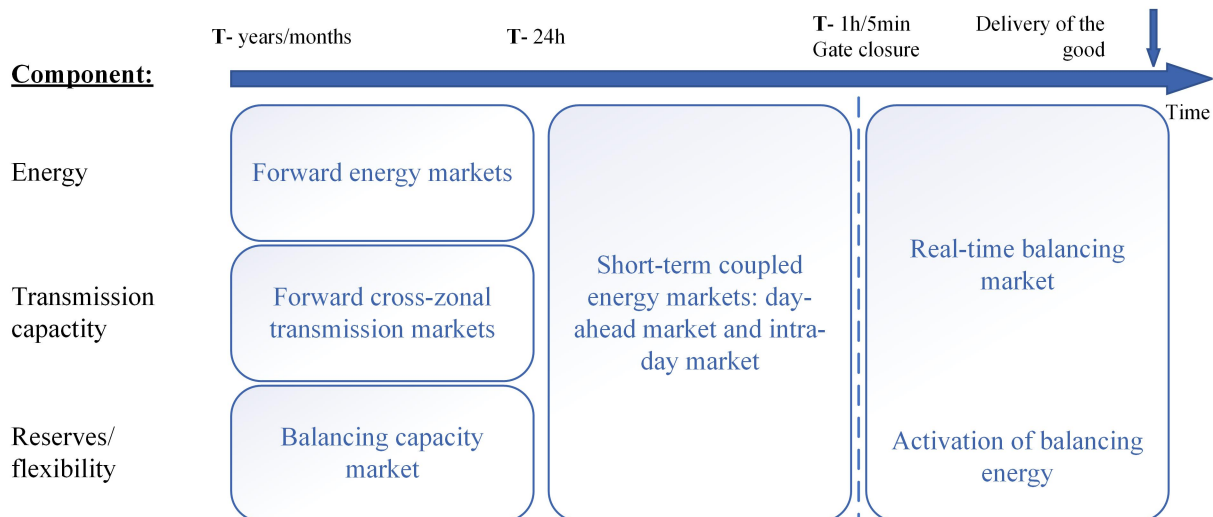 T- years/months
T- 24h
T- 1h/5min
Gate closure
Delivery of the
good
Component:
Time
Energy
Forward energy markets
Transmission
capactity
Forward cross-zonal
transmission markets
Reserves/
flexibility
Balancing capacity
market
Short-term coupled
energy markets: day-
ahead market and intra-
day market
Real-time balancing
market
Activation of balancing
energy